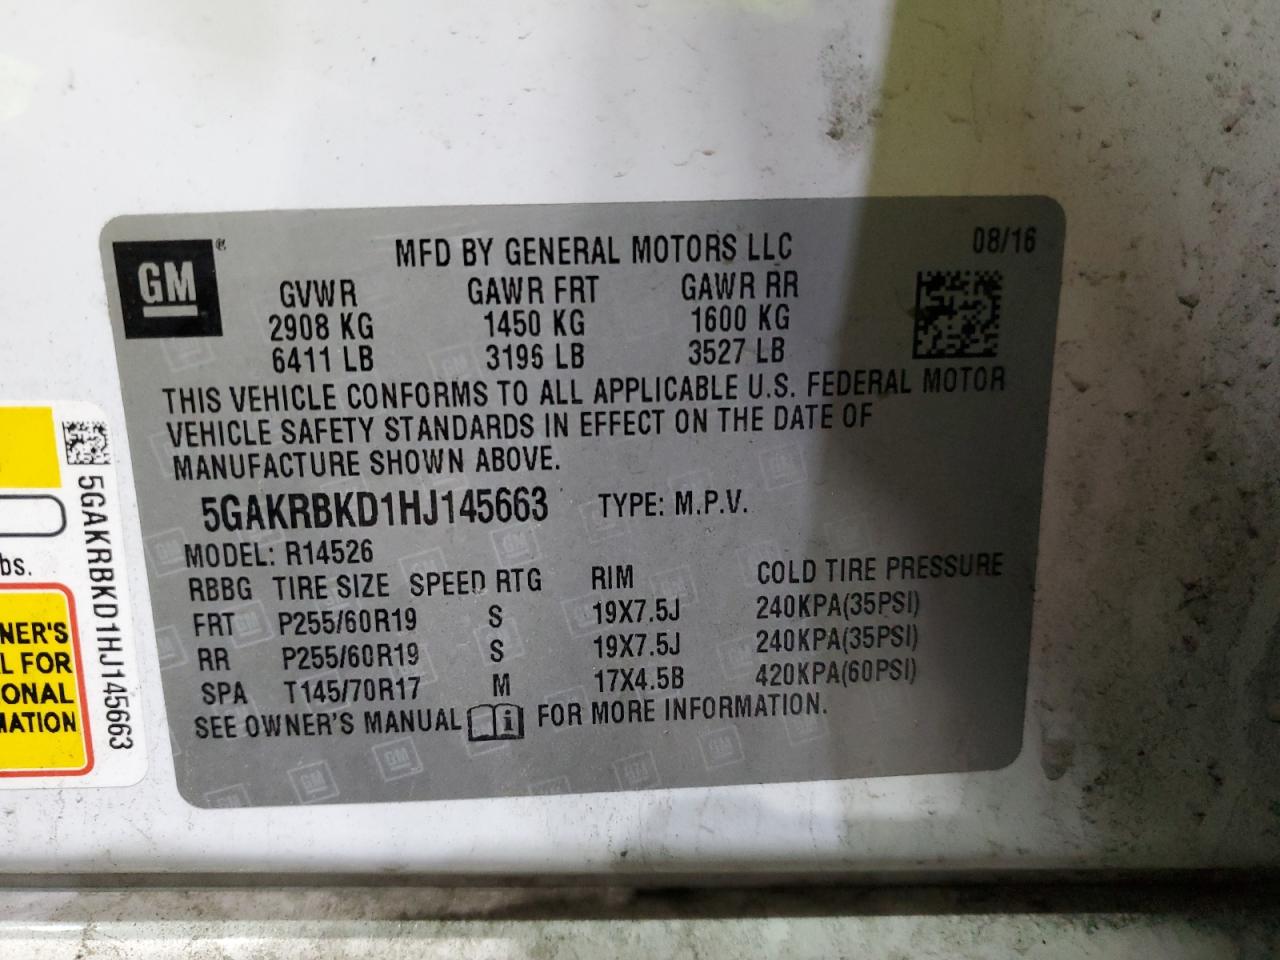 GM ®
MFD BY GENERAL MOTORS LLC 08/16
GVWR GAWR FRT GAWR RR
2908 KG 1450 KG 1600 KG
6411 LB 3196 LB 3527 LB
THIS VEHICLE CONFORMS TO ALL APPLICABLE U.S. FEDERAL MOTOR
VEHICLE SAFETY STANDARDS IN EFFECT ON THE DATE OF
MANUFACTURE SHOWN ABOVE.
5GAKRBKD1HJ145663 TYPE: M.P.V.
MODEL: R14526
RBBG TIRE SIZE SPEED RTG RIM COLD TIRE PRESSURE
FRT P255/60R19 S 19X7.5J 240KPA(35PSI)
RR P255/60R19 S 19X7.5J 240KPA(35PSI)
SPA T145/70R17 M 17X4.5B 420KPA(60PSI)
SEE OWNER'S MANUAL FOR MORE INFORMATION.
5GAKRBKD1HJ145663
bs.
NER'S
L FOR
ONAL
MATION